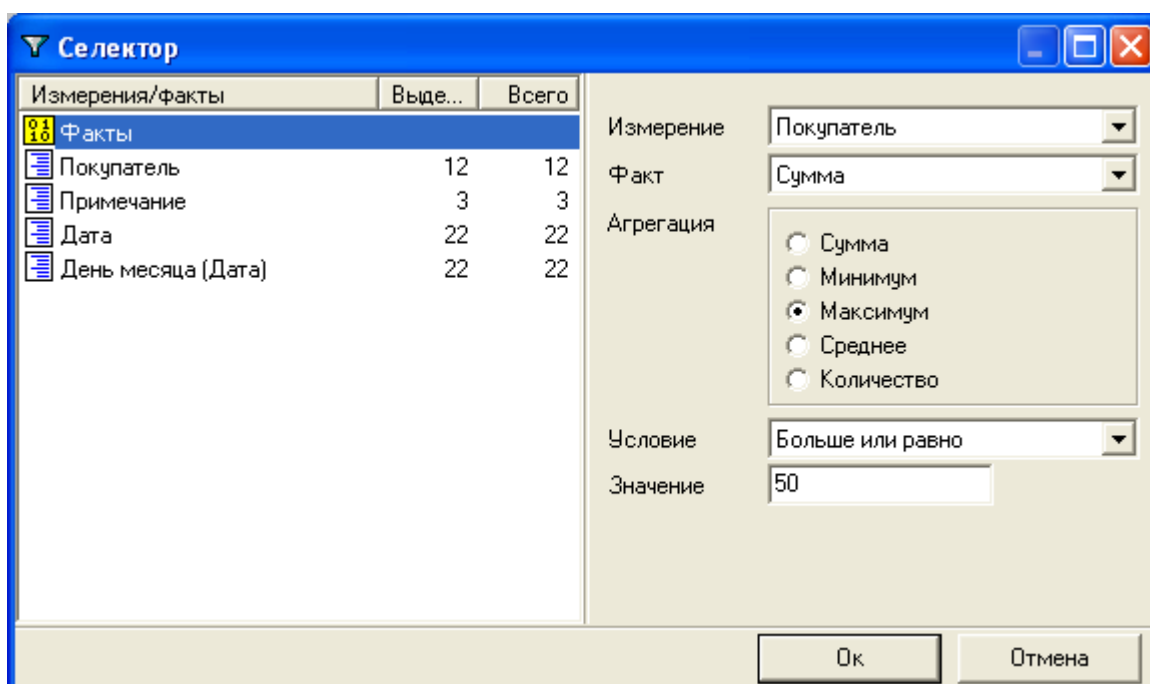 Селектор
Измерения/факты Выде... Всего
Факты
Покупатель 12 12
Примечание 3 3
Дата 22 22
День месяца (Дата) 22 22
Измерение Покупатель
Факт Сумма
Агрегация
Сумма
Минимум
Максимум
Среднее
Количество
Условие Больше или равно
Значение 50
Ок Отмена